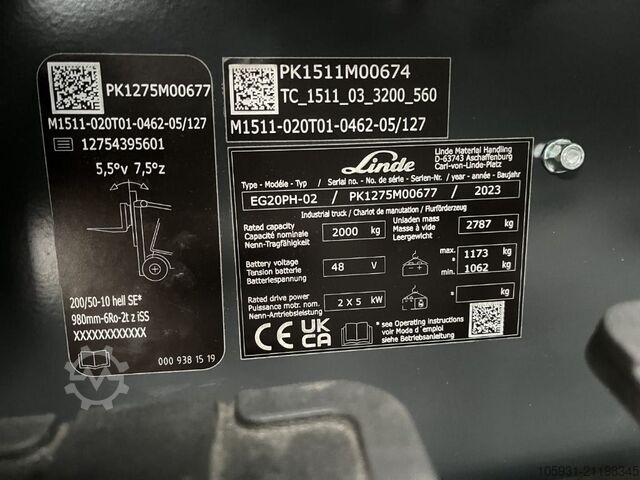 PK1275M00677
M1511-020T01-0462-05/127
12754395601
5,5°v 7,5°z
200/50-10 hell SE*
980mm-6Ro-2t z iSS
XXXXXXXXXXXX
000 938 15 19
PK1511M00674
TC_1511_03_3200_560
M1511-020T01-0462-05/127
Linde
Linde Material Handling
D-63743 Aschaffenburg
Carl-von-Linde-Platz
Type - Modéle - Typ / Serial no. - No. de série - Serien-Nr. / year - année - Baujahr
EG20PH-02 / PK1275M00677 / 2023
Industrial truck / Chariot de manutation / Flurförderzeug
Rated capacity
Capacité nominale
Nenn-Tragfähigkeit
2000 kg
Unladen mass
Masse à vide
Leergewicht
2787 kg
Battery voltage
Tension batterie
Batteriespannung
48 V
max. 1173 kg
min. 1062 kg
Rated drive power
Puissance motr. nom.
Nenn-Antriebsleistung
2 x 5 kW
* kg
CE UK CA
* see Operating instructions
voir Mode d´emploi
siehe Betriebsanleitung
105931-21188345